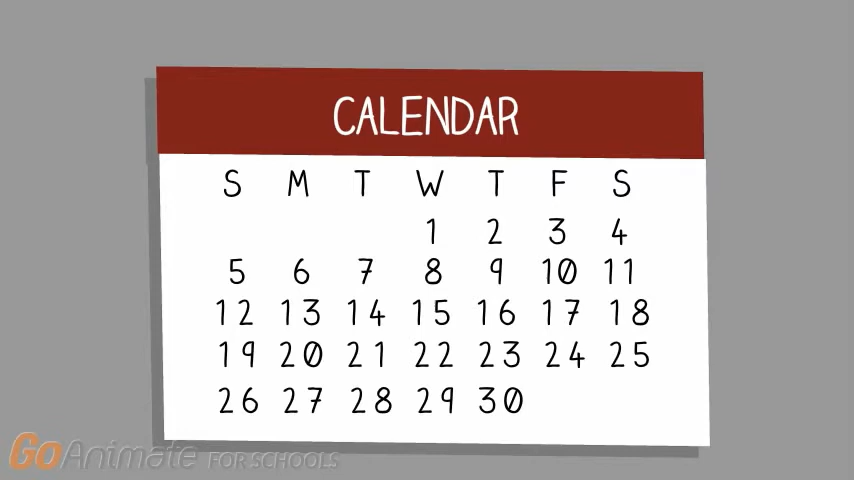 CALENDAR
S M T W T F S
1 2 3 4
5 6 7 8 9 10 11
12 13 14 15 16 17 18
19 20 21 22 23 24 25
26 27 28 29 30
GoAnimate FOR SCHOOLS